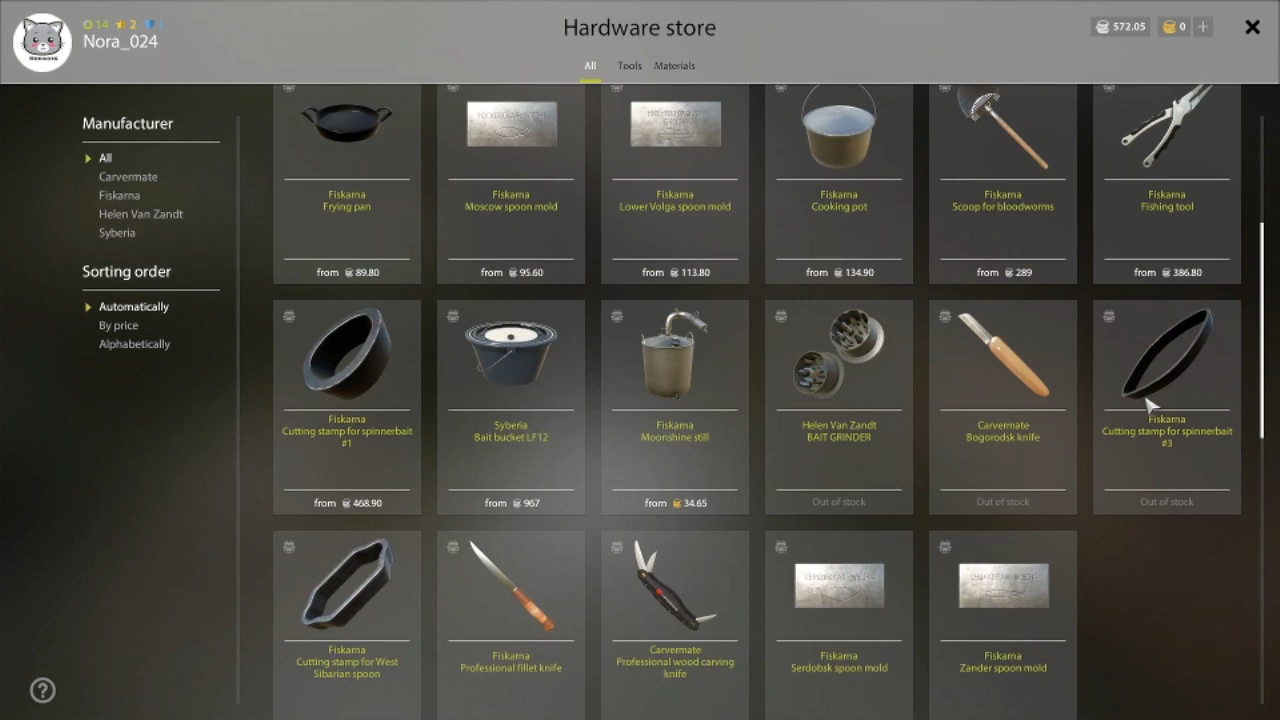 14 2
Nora_024
Hardware store
572.05 0 +
All Tools Materials
Manufacturer
All
Carvermate
Fiskarna
Helen Van Zandt
Syberia
Sorting order
Automatically
By price
Alphabetically
Fiskarna
Frying pan
from 89.80
Fiskarna
Moscow spoon mold
from 95.60
Fiskarna
Lower Volga spoon mold
from 113.80
Fiskarna
Cooking pot
from 134.90
Fiskarna
Scoop for bloodworms
from 289
Fiskarna
Fishing tool
from 386.80
Fiskarna
Cutting stamp for spinnerbait
#1
from 468.90
Syberia
Bait bucket LF12
from 967
Fiskarna
Moonshine still
from 34.65
Helen Van Zandt
BAIT GRINDER
Out of stock
Carvermate
Bogorodsk knife
Out of stock
Fiskarna
Cutting stamp for spinnerbait
#3
Out of stock
Fiskarna
Cutting stamp for West
Sibarian spoon
Fiskarna
Professional fillet knife
Carvermate
Professional wood carving
knife
Fiskarna
Serdobsk spoon mold
Fiskarna
Zander spoon mold
?